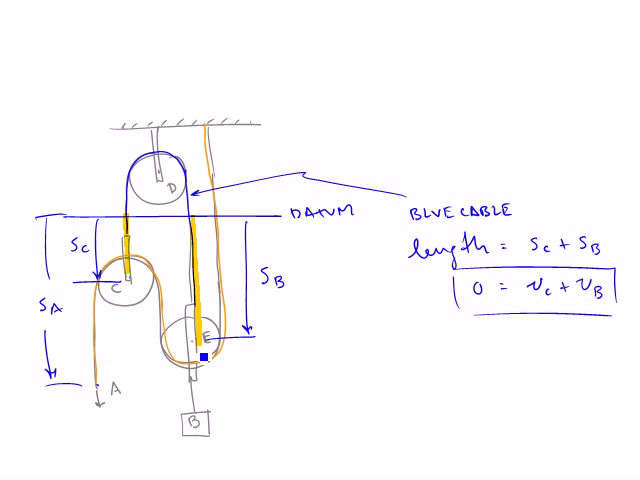 D
DATUM
BLUE CABLE
length = Sc + SB
0 = vc + vB
Sc
SB
SA
C
E
A
B